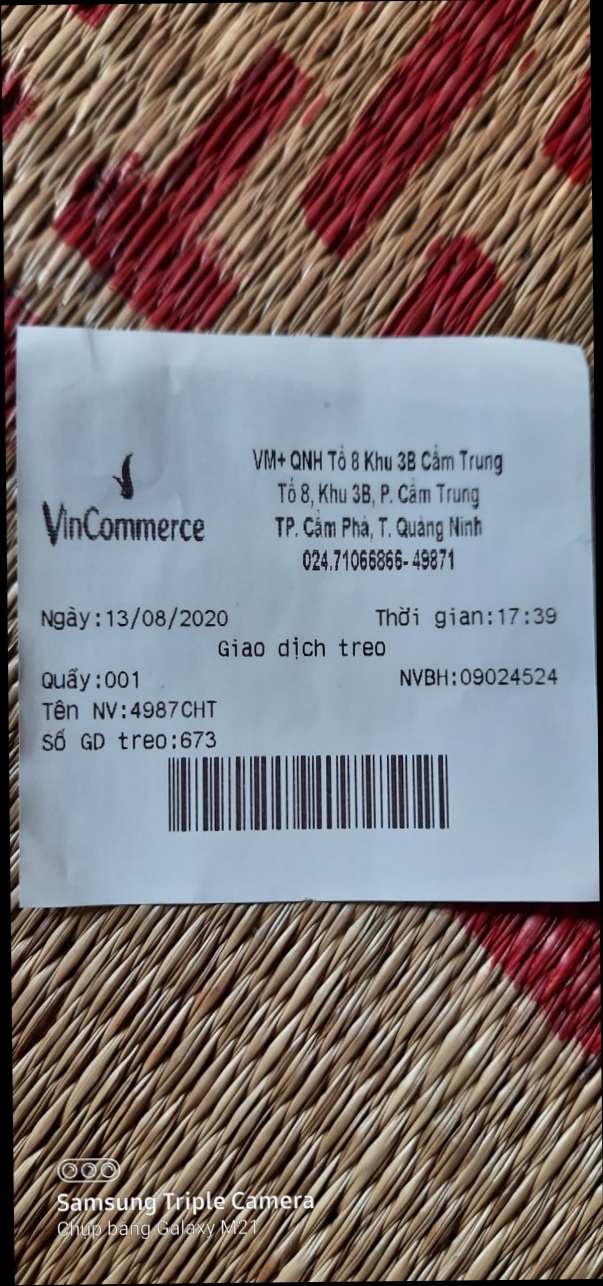 VinCommerce
VM+ QNH Tổ 8 Khu 3B Cẩm Trung
Tổ 8, Khu 3B, P. Cẩm Trung
TP. Cẩm Phả, T. Quảng Ninh
024.71066866- 49871
Ngày:13/08/2020 Thời gian:17:39
Giao dịch treo
Quầy:001 NVBH:09024524
Tên NV:4987CHT
Số GD treo:673
Samsung Triple Camera
Chụp bằng Galaxy M21